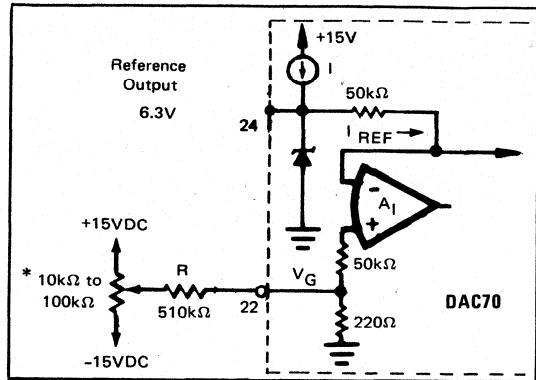 +15V
Reference
Output
6.3V
I
50kΩ
24
I REF
-
A1
+
+15VDC
50kΩ
* 10kΩ to
100kΩ
R
510kΩ
22
VG
DAC70
220Ω
-15VDC